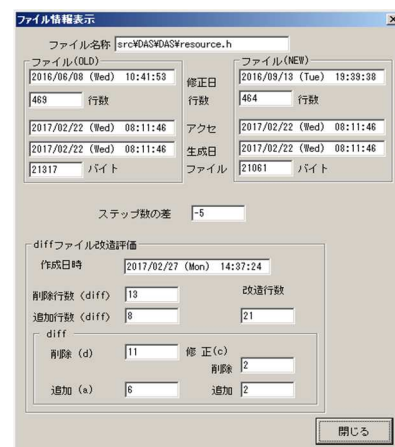 ファイル情報表示
ファイル名称 src¥DAS¥DAS¥resource.h
ファイル(OLD) ファイル(NEW)
2016/06/08 (Wed) 10:41:53 修正日 2016/09/13 (Tue) 19:39:38
469 行数 行数 464 行数
2017/02/22 (Wed) 08:11:46 アクセ 2017/02/22 (Wed) 08:11:46
2017/02/22 (Wed) 08:11:46 生成日 2017/02/22 (Wed) 08:11:46
21317 バイト ファイル 21061 バイト
ステップ数の差 -5
diffファイル改造評価
作成日時 2017/02/27 (Mon) 14:37:24
削除行数 (diff) 13 改造行数
追加行数 (diff) 8 21
diff
削除 (d) 11 修 正(c)
削除 2
追加 (a) 6 追加 2
閉じる